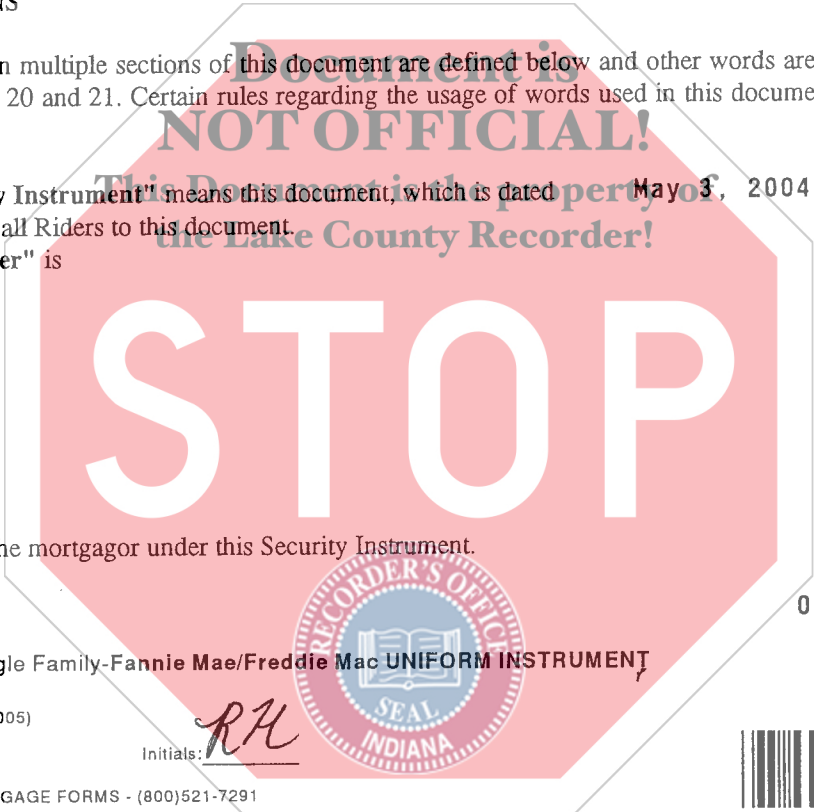 NS
Document is
n multiple sections of this document are defined below and other words are
20 and 21. Certain rules regarding the usage of words used in this docume
NOT OFFICIAL!
This Document is the property of
y Instrument" means this document, which is dated May 3, 2004
all Riders to this document.
the Lake County Recorder!
er" is
STOP
ne mortgagor under this Security Instrument.
RECORDER'S OFFICE
SEAL
INDIANA
0
gle Family-Fannie Mae/Freddie Mac UNIFORM INSTRUMENT
005)
Initials: RH
GAGE FORMS - (800)521-7291